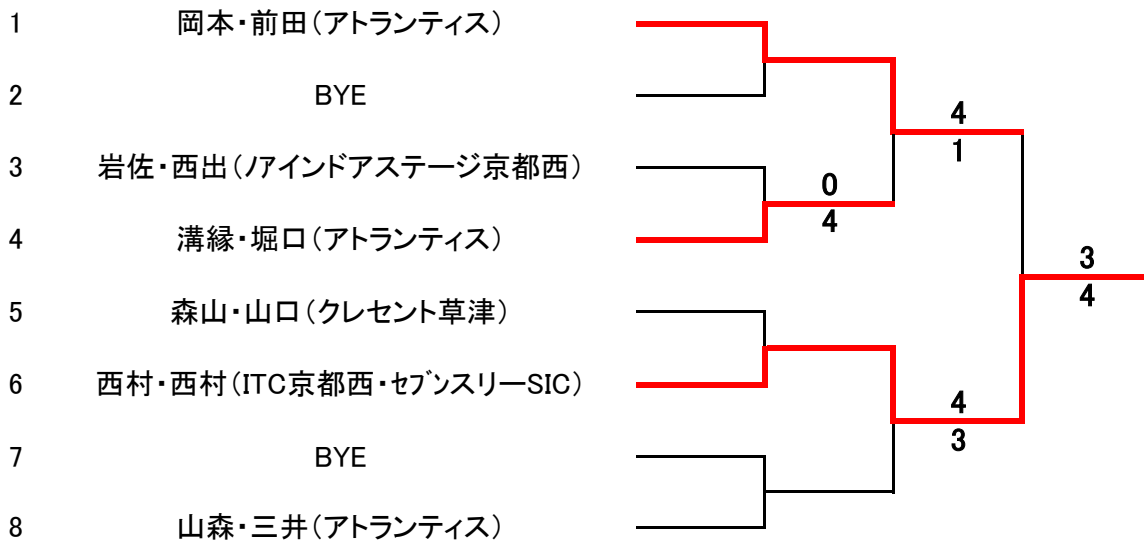 1 岡本・前田(アトランティス)
2 BYE
4
1
3 岩佐・西出(ノアインドアステージ京都西)
0
4
4 溝縁・堀口(アトランティス)
3
4
5 森山・山口(クレセント草津)
6 西村・西村(ITC京都西・セブンスリーSIC)
4
3
7 BYE
8 山森・三井(アトランティス)